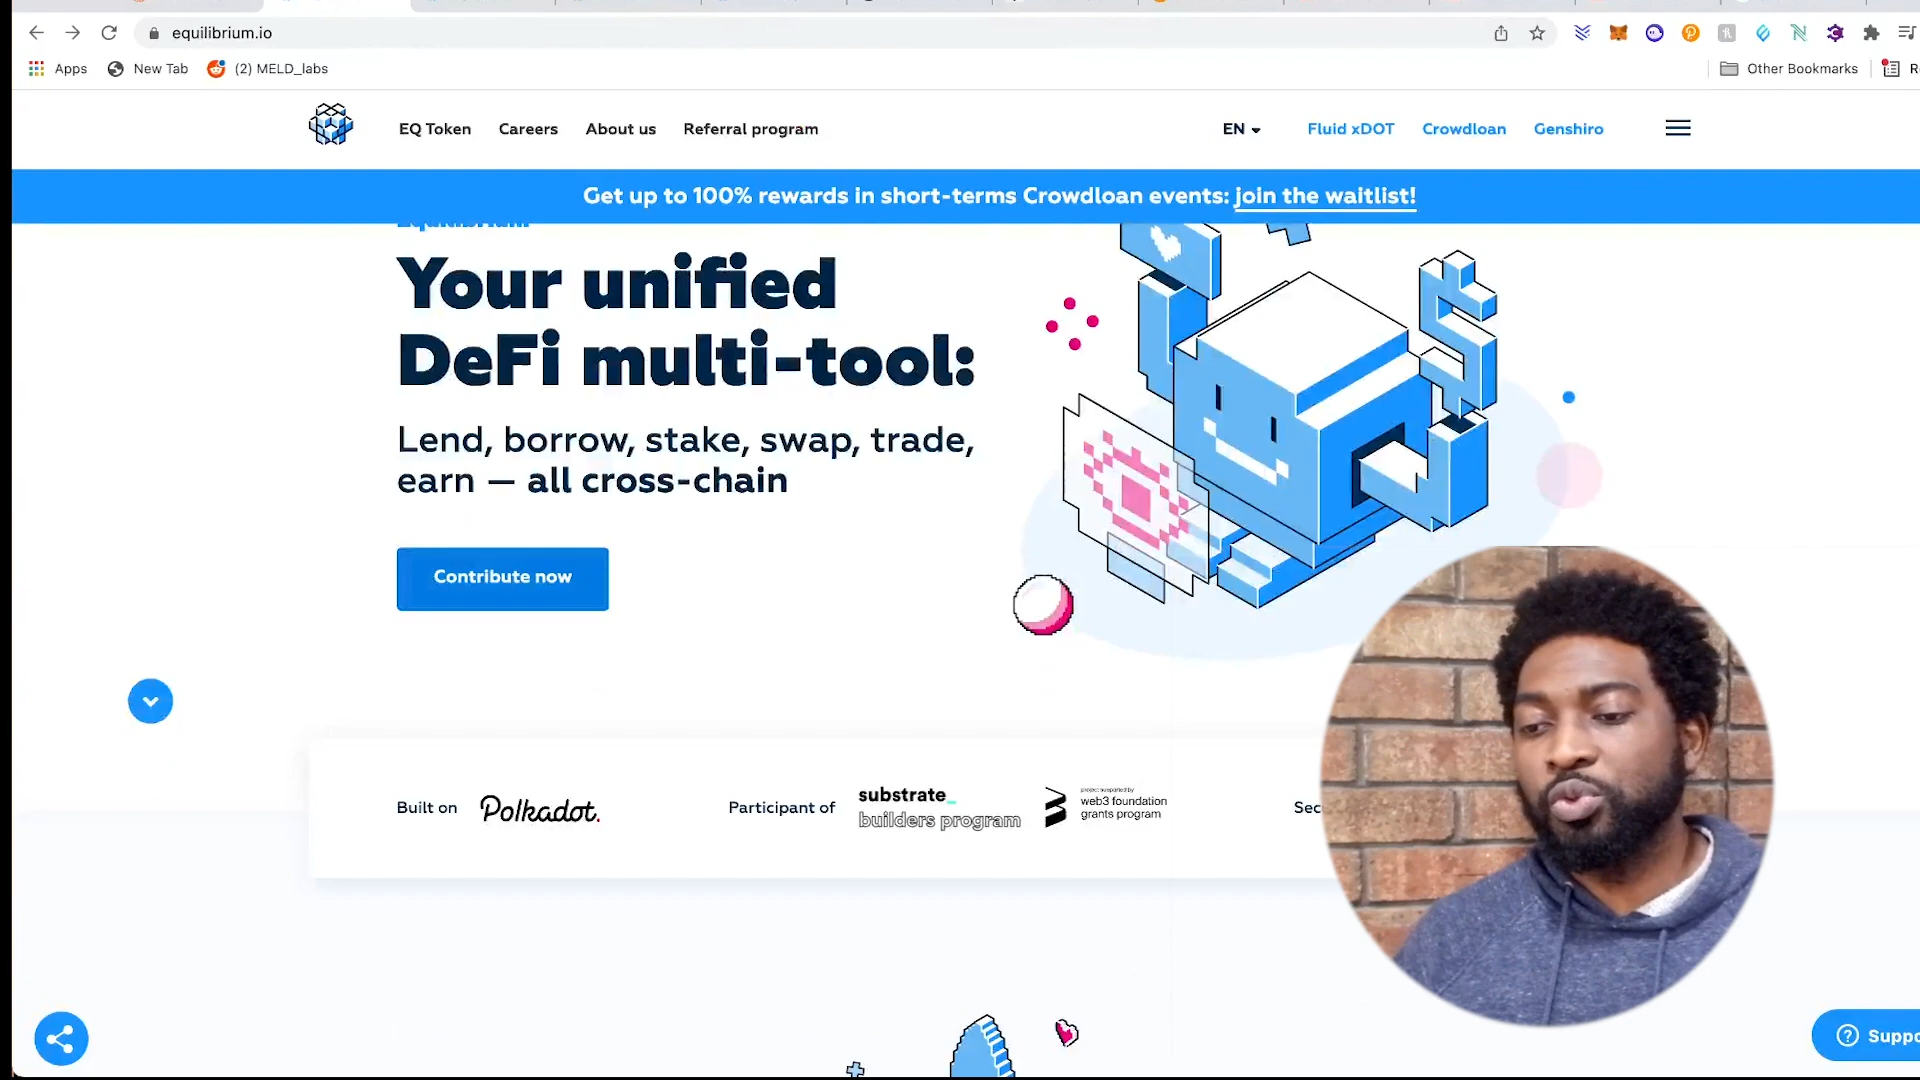 equilibrium.io
Apps
New Tab
(2) MELD_labs
Other Bookmarks
EQ Token
Careers
About us
Referral program
EN
Fluid xDOT
Crowdloan
Genshiro
Get up to 100% rewards in short-terms Crowdloan events: join the waitlist!
Equilibrium
Your unified
DeFi multi-tool:
Lend, borrow, stake, swap, trade,
earn — all cross-chain
Contribute now
Built on
Polkadot.
Participant of
substrate_
builders program
project supported by
web3 foundation
grants program